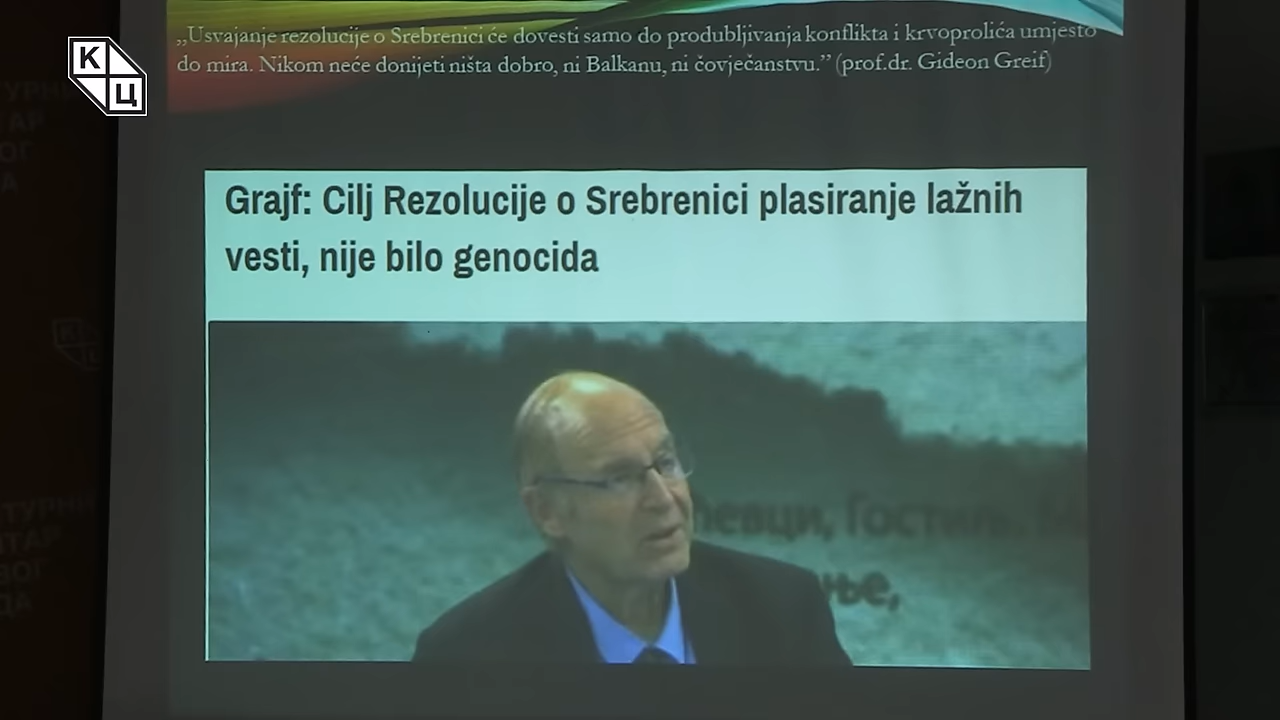 „Usvajanje rezolucije o Srebrenici će dovesti samo do produbljivanja konflikta i krvoprolića umjesto
do mira. Nikom neće donijeti ništa dobro, ni Balkanu, ni čovječanstvu.” (prof.dr. Gideon Greif)
К
Ц
Grajf: Cilj Rezolucije o Srebrenici plasiranje lažnih
vesti, nije bilo genocida